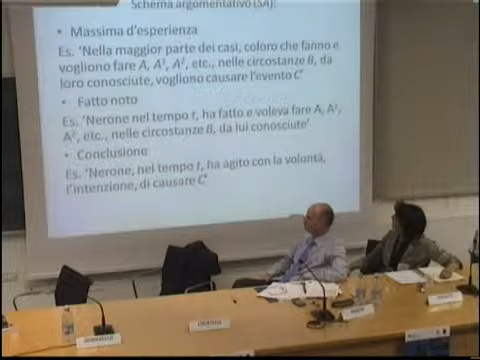 Schema argomentativo (SA):
• Massima d'esperienza
Es. 'Nella maggior parte dei casi, coloro che fanno e
vogliono fare A, A¹, A², etc., nelle circostanze B, da
loro conosciute, vogliono causare l'evento C'
• Fatto noto
Es. 'Nerone nel tempo t, ha fatto e voleva fare A, A¹,
A², etc., nelle circostanze B, da lui conosciute'
• Conclusione
Es. 'Nerone, nel tempo t, ha agito con la volontà,
l'intenzione, di causare C'